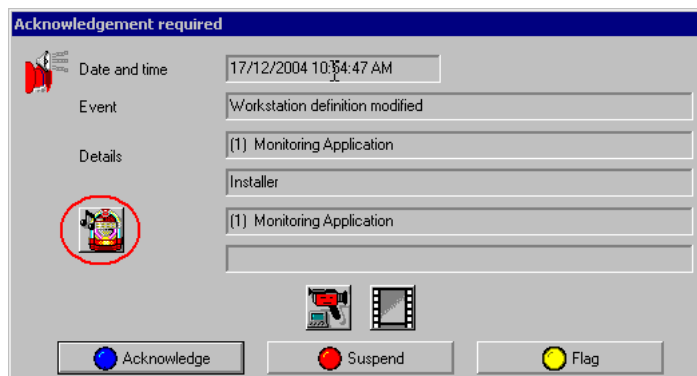 Acknowledgement required
Date and time 17/12/2004 10:54:47 AM
Event Workstation definition modified
Details (1) Monitoring Application
Installer
(1) Monitoring Application
Acknowledge Suspend Flag